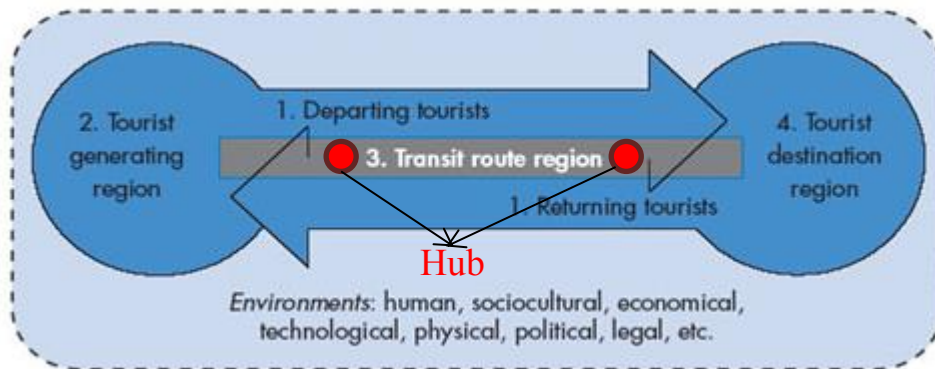 1. Departing tourists
2. Tourist
generating
region
3. Transit route region
4. Tourist
destination
region
1. Returning tourists
Hub
Environments: human, sociocultural, economical,
technological, physical, political, legal, etc.